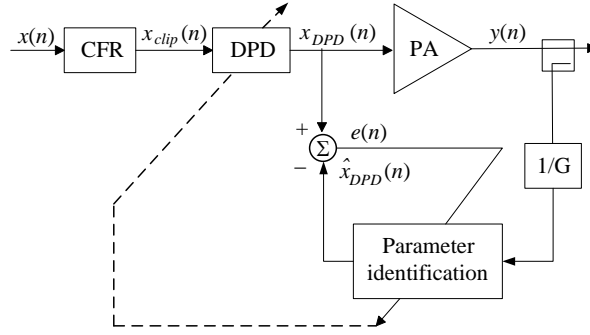 x(n)
CFR
x_clip(n)
DPD
x_DPD(n)
PA
y(n)
+
Σ
−
e(n)
x̂_DPD(n)
1/G
Parameter
identification